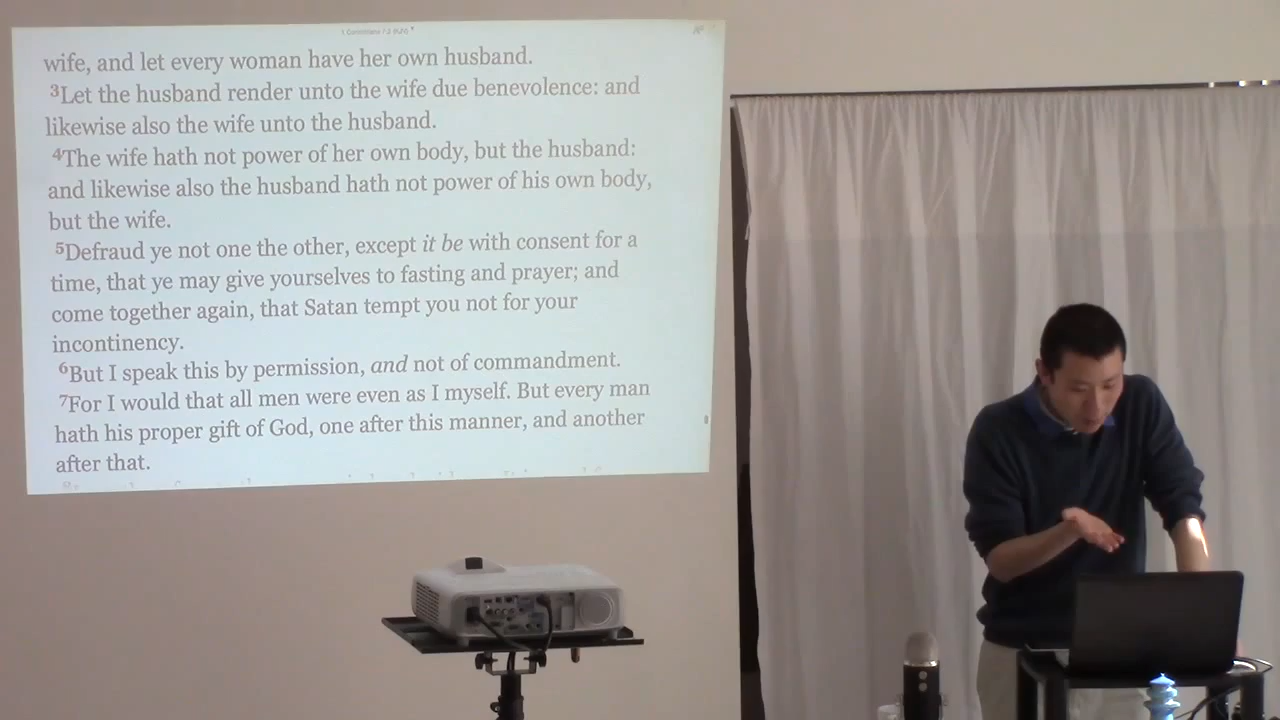 1 Corinthians 7:2 (KJV)
wife, and let every woman have her own husband.
3Let the husband render unto the wife due benevolence: and
likewise also the wife unto the husband.
4The wife hath not power of her own body, but the husband:
and likewise also the husband hath not power of his own body,
but the wife.
5Defraud ye not one the other, except it be with consent for a
time, that ye may give yourselves to fasting and prayer; and
come together again, that Satan tempt you not for your
incontinency.
6But I speak this by permission, and not of commandment.
7For I would that all men were even as I myself. But every man
hath his proper gift of God, one after this manner, and another
after that.